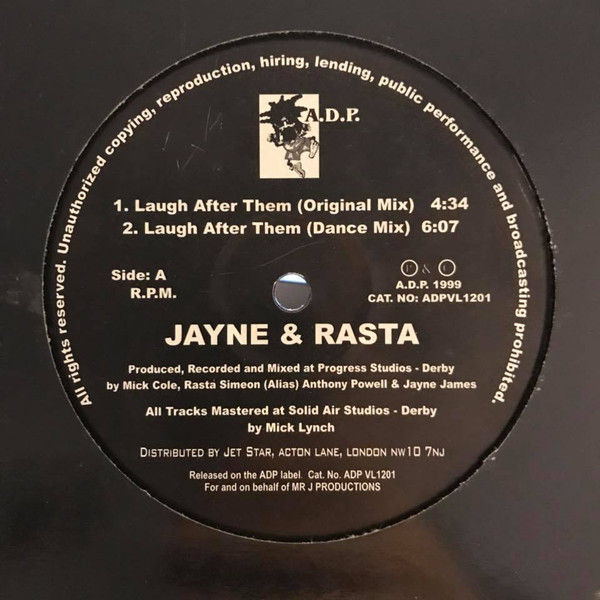 All rights reserved. Unauthorized copying, reproduction, hiring, lending, public performance and broadcasting prohibited.
A.D.P.
1. Laugh After Them (Original Mix) 4:34
2. Laugh After Them (Dance Mix) 6:07
Side: A
R.P.M.
Ⓟ & Ⓒ
A.D.P. 1999
CAT. NO: ADPVL1201
JAYNE & RASTA
Produced, Recorded and Mixed at Progress Studios - Derby
by Mick Cole, Rasta Simeon (Alias) Anthony Powell & Jayne James
All Tracks Mastered at Solid Air Studios - Derby
by Mick Lynch
DISTRIBUTED BY JET STAR, ACTON LANE, LONDON NW10 7NJ
Released on the ADP label. Cat. No. ADP VL1201
For and on behalf of MR J PRODUCTIONS